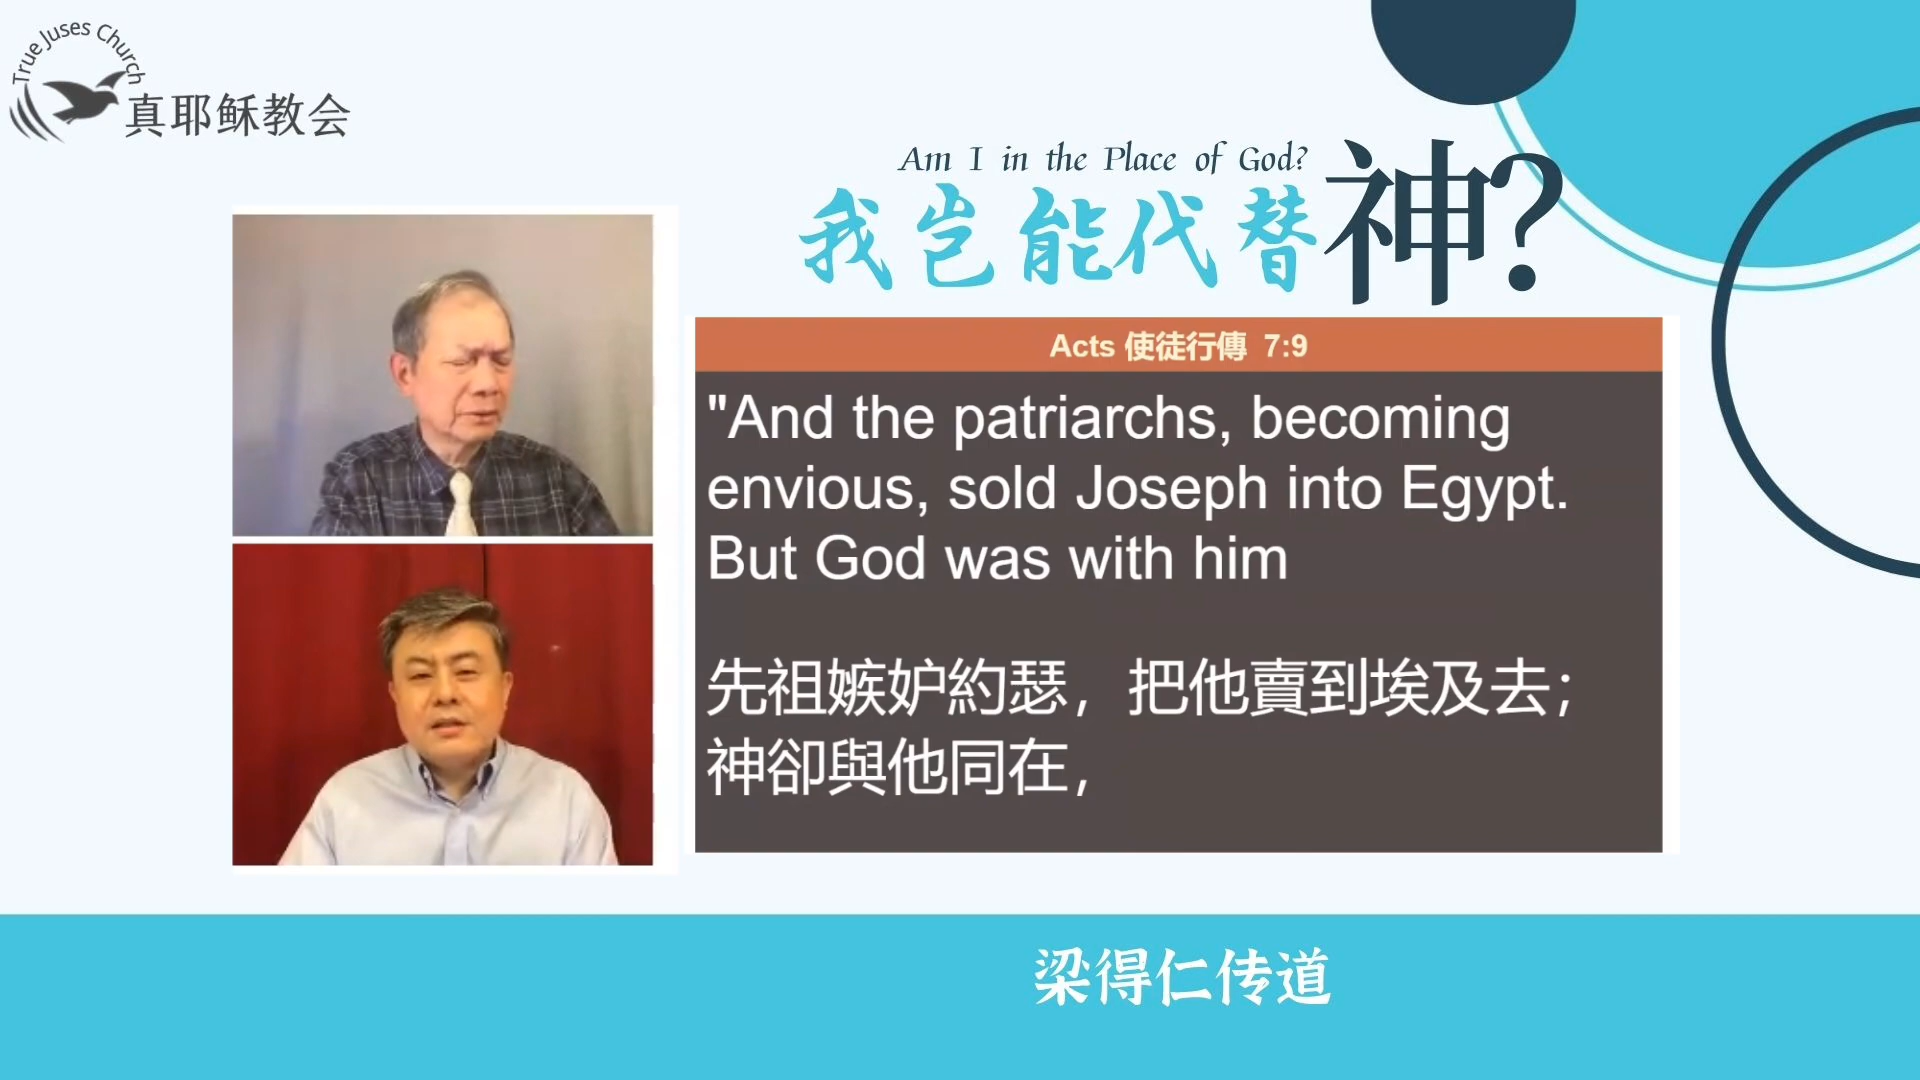 True Juses Church
真耶稣教会
Am I in the Place of God?
我岂能代替神?
Acts 使徒行傳 7:9
"And the patriarchs, becoming
envious, sold Joseph into Egypt.
But God was with him
先祖嫉妒約瑟，把他賣到埃及去；
神卻與他同在，
梁得仁传道